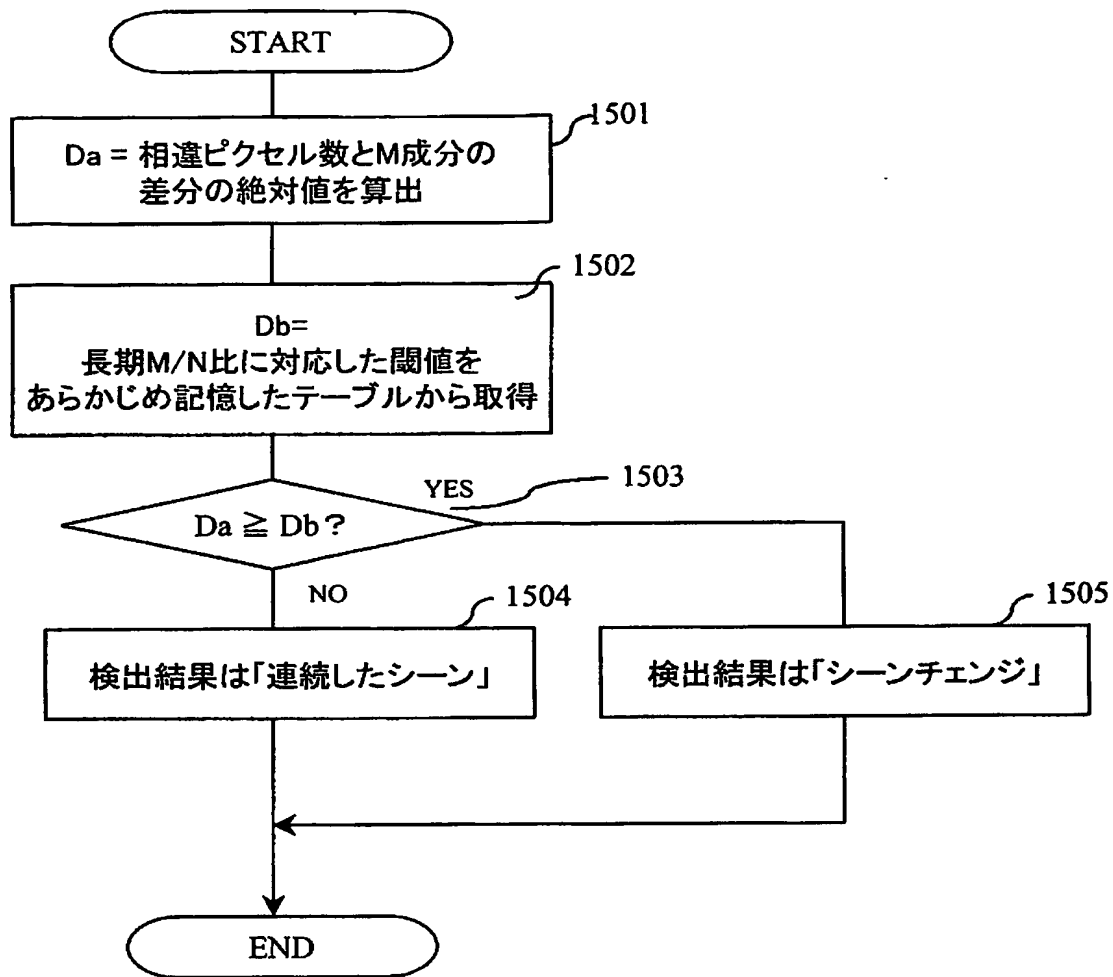 START
1501
Da = 相違ピクセル数とM成分の
差分の絶対値を算出
1502
Db=
長期M/N比に対応した閾値を
あらかじめ記憶したテーブルから取得
1503
YES
Da ≧ Db ?
NO
1504
検出結果は「連続したシーン」
1505
検出結果は「シーンチェンジ」
END